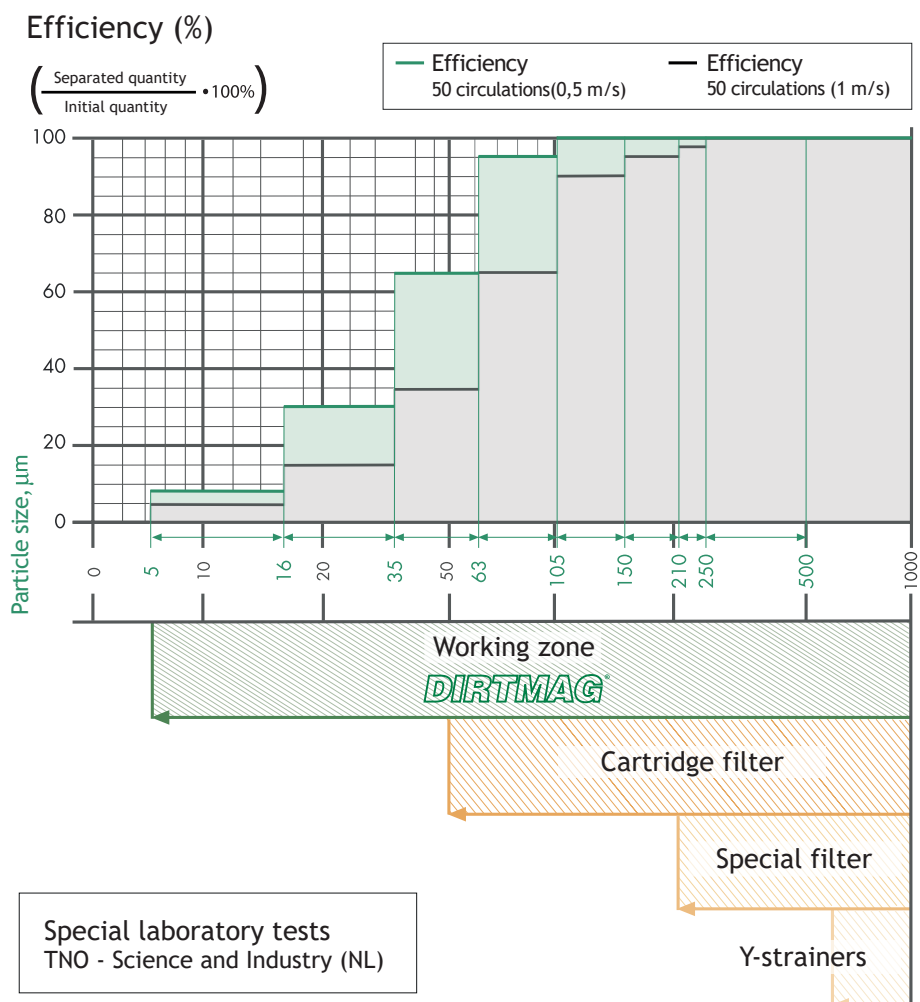 Efficiency (%)
Separated quantity
Initial quantity
•100%
Efficiency
50 circulations(0,5 m/s)
Efficiency
50 circulations (1 m/s)
100
80
60
40
20
0
Particle size, μm
0
5
10
16
20
35
50
63
105
150
210
250
500
1000
Working zone
DIRTMAG®
Cartridge filter
Special filter
Y-strainers
Special laboratory tests
TNO - Science and Industry (NL)